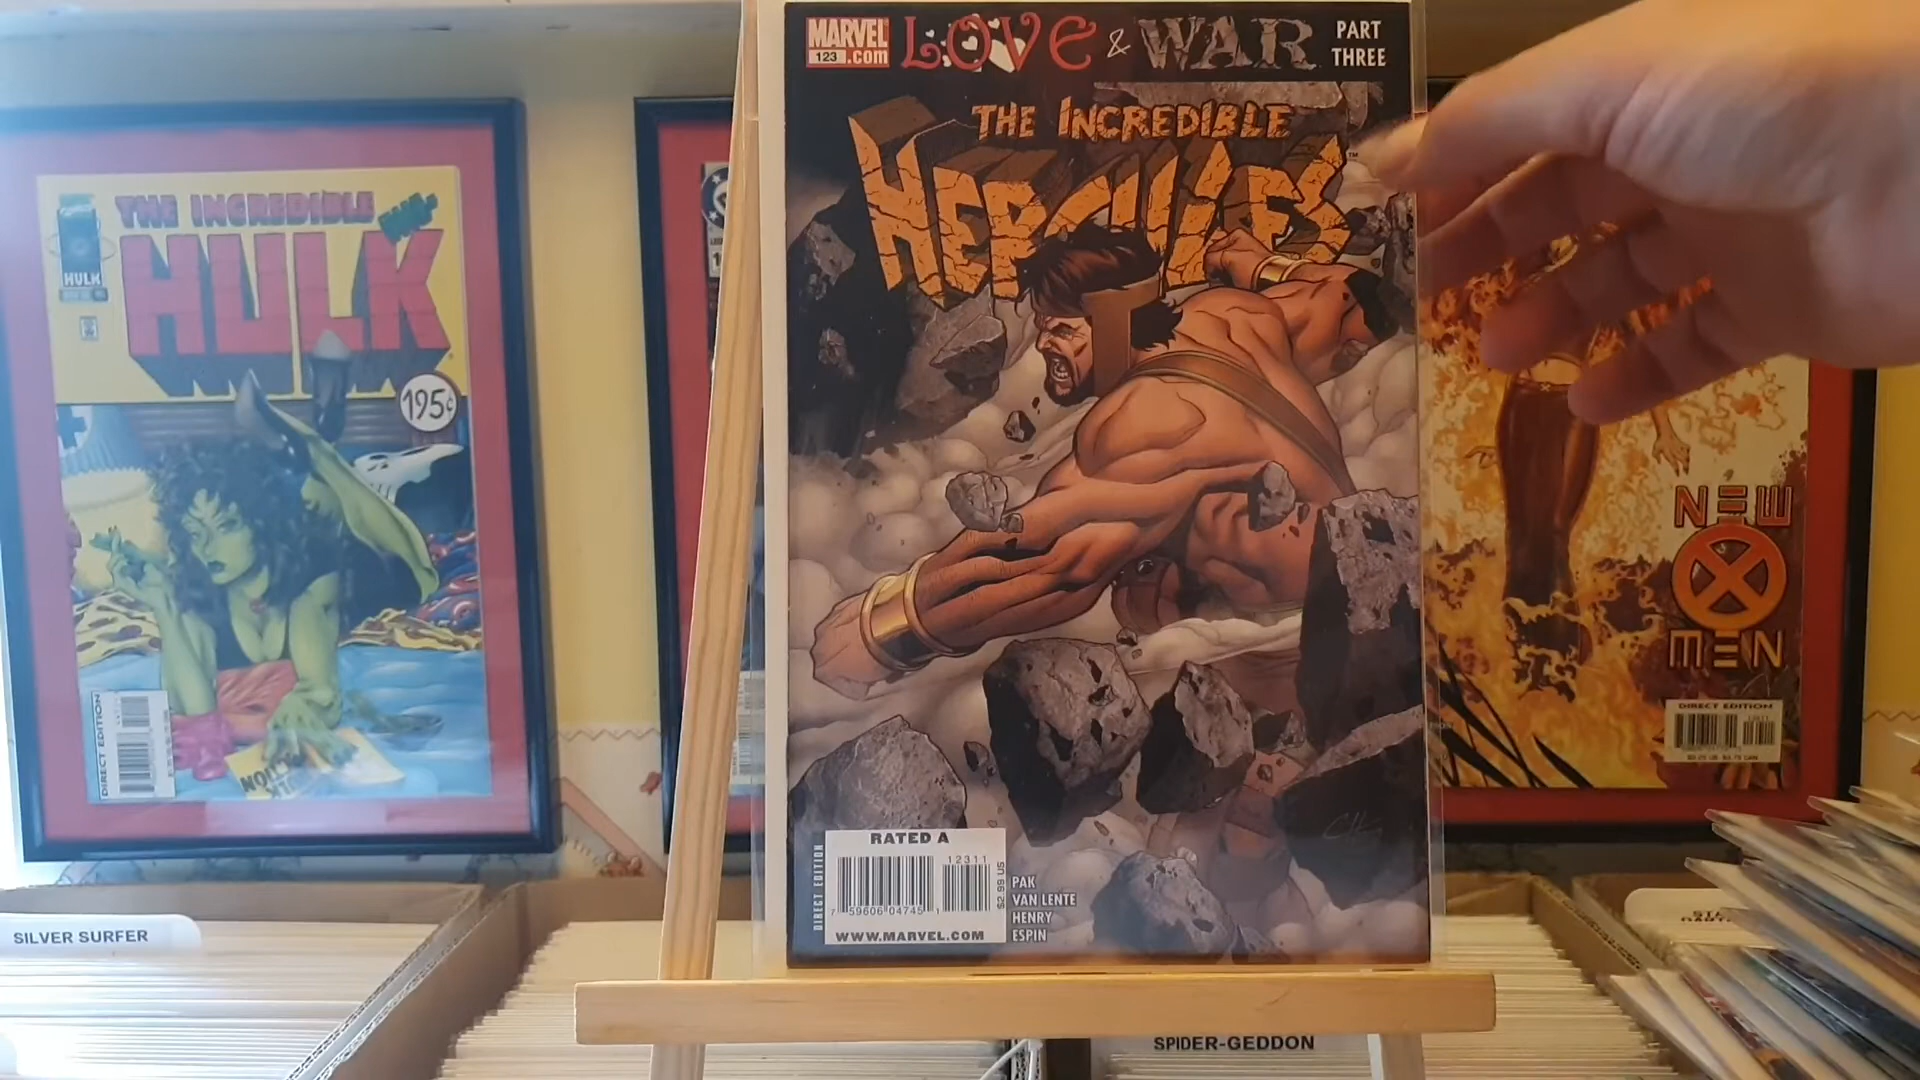 THE INCREDIBLE
HULK
HULK
195¢
DIRECT EDITION
MARVEL
123 .com
LOVE & WAR
PART
THREE
THE INCREDIBLE
HERCULES
RATED A
DIRECT EDITION
12311
7 59606 04745 1
$2.99 US
WWW.MARVEL.COM
PAK
VAN LENTE
HENRY
ESPIN
NEW
X
MEN
DIRECT EDITION
SILVER SURFER
SPIDER-GEDDON